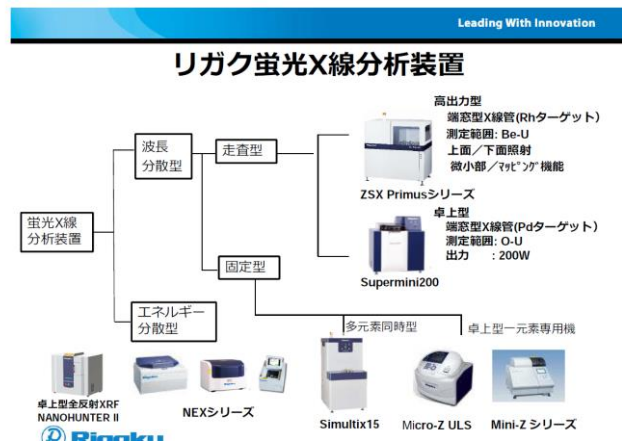 Leading With Innovation
リガク蛍光X線分析装置
高出力型
端窓型X線管(Rhターゲット)
測定範囲: Be-U
上面／下面照射
微小部／マッピング機能
ZSX Primusシリーズ
波長
分散型
走査型
蛍光X線
分析装置
卓上型
端窓型X線管(Pdターゲット)
測定範囲: O-U
出力 : 200W
Supermini200
固定型
エネルギー
分散型
多元素同時型
卓上型一元素専用機
卓上型全反射XRF
NANOHUNTER II
NEXシリーズ
Simultix15
Micro-Z ULS
Mini-Z シリーズ
Rigaku